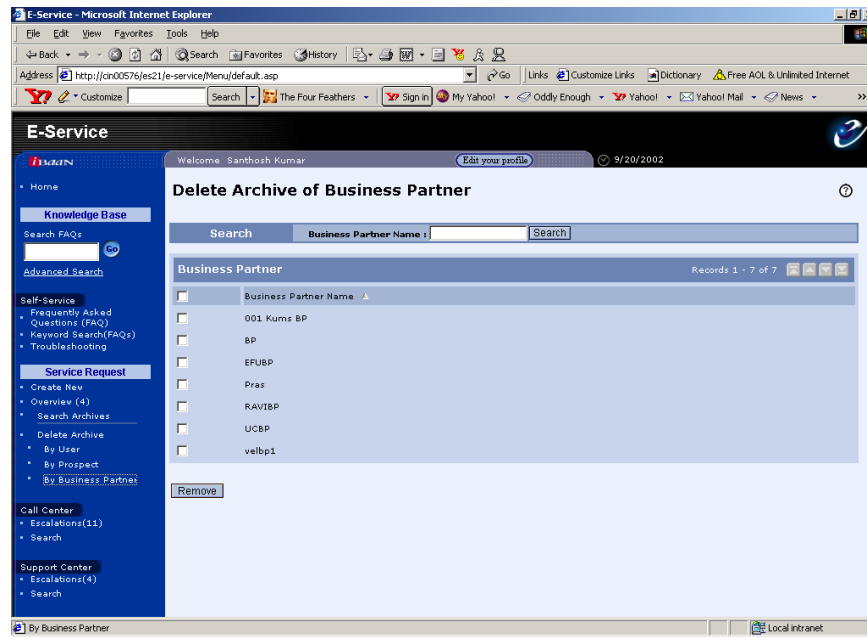 E-Service - Microsoft Internet Explorer
File Edit View Favorites Tools Help
Back Search Favorites History
Address http://cin00576/es21/e-service/Menu/default.asp Go Links Customize Links Dictionary Free AOL & Unlimited Internet
Y? Customize Search The Four Feathers Sign in My Yahoo! Oddly Enough Yahoo! Yahoo! Mail News »
E-Service
iBaaN Welcome Santhosh Kumar Edit your profile 9/20/2002
Home
Delete Archive of Business Partner
Knowledge Base
Search FAQs
Go
Advanced Search
Search Business Partner Name : Search
Business Partner Records 1 - 7 of 7
Business Partner Name
001 Kums BP
BP
EFUBP
Pras
RAVIBP
UCBP
velbp1
Remove
Self-Service
Frequently Asked
Questions (FAQ)
Keyword Search(FAQs)
Troubleshooting
Service Request
Create New
Overview (4)
Search Archives
Delete Archive
By User
By Prospect
By Business Partner
Call Center
Escalations(11)
Search
Support Center
Escalations(4)
Search
By Business Partner Local intranet